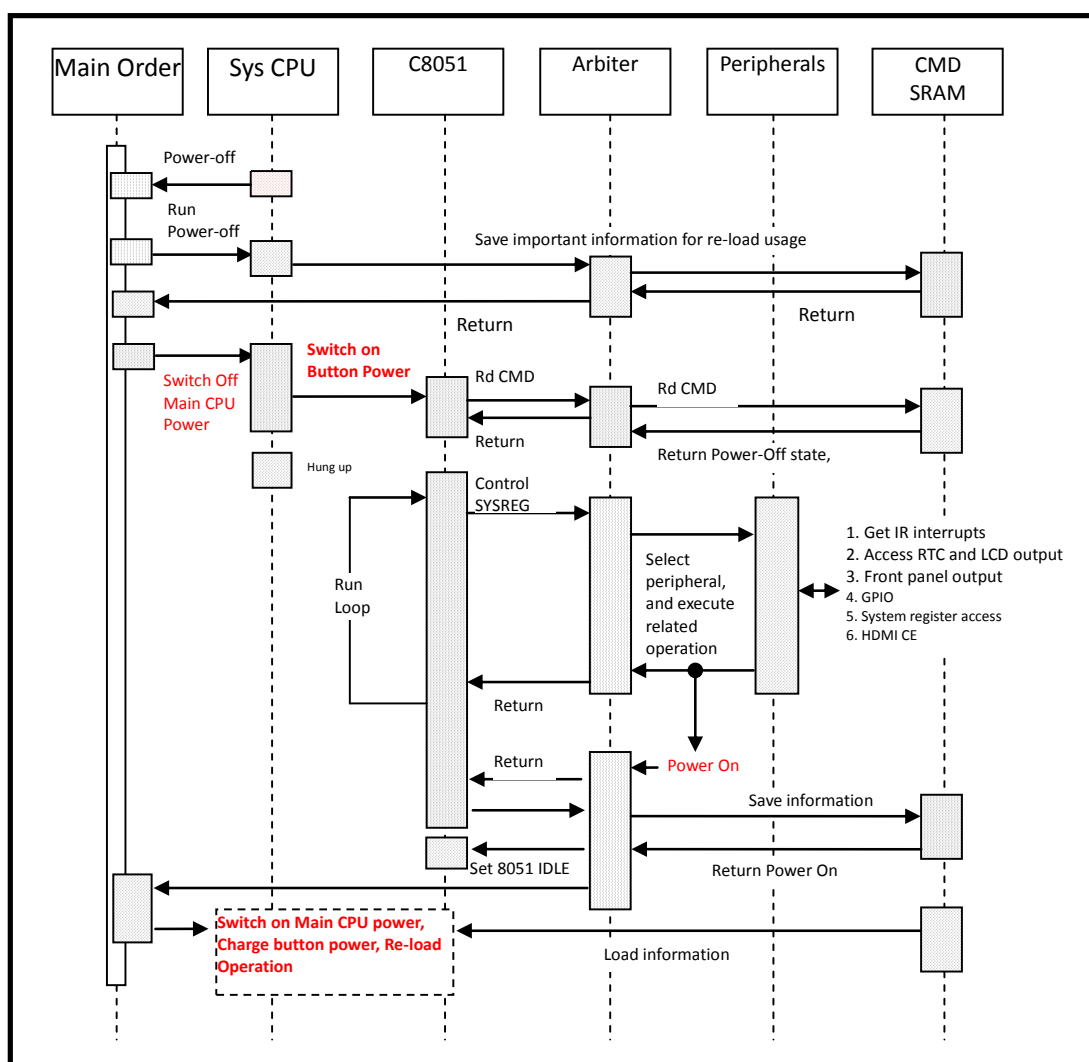 Main Order
Sys CPU
C8051
Arbiter
Peripherals
CMD
SRAM
Power-off
Run
Power-off
Save important information for re-load usage
Return
Return
Switch Off
Main CPU
Power
Switch on
Button Power
Rd CMD
Return
Rd CMD
Return Power-Off state,
Hung up
Control
SYSREG
Run
Loop
Select
peripheral,
and execute
related
operation
1. Get IR interrupts
2. Access RTC and LCD output
3. Front panel output
4. GPIO
5. System register access
6. HDMI CE
Return
Return
Power On
Save information
Set 8051 IDLE
Return Power On
Switch on Main CPU power,
Charge button power, Re-load
Operation
Load information